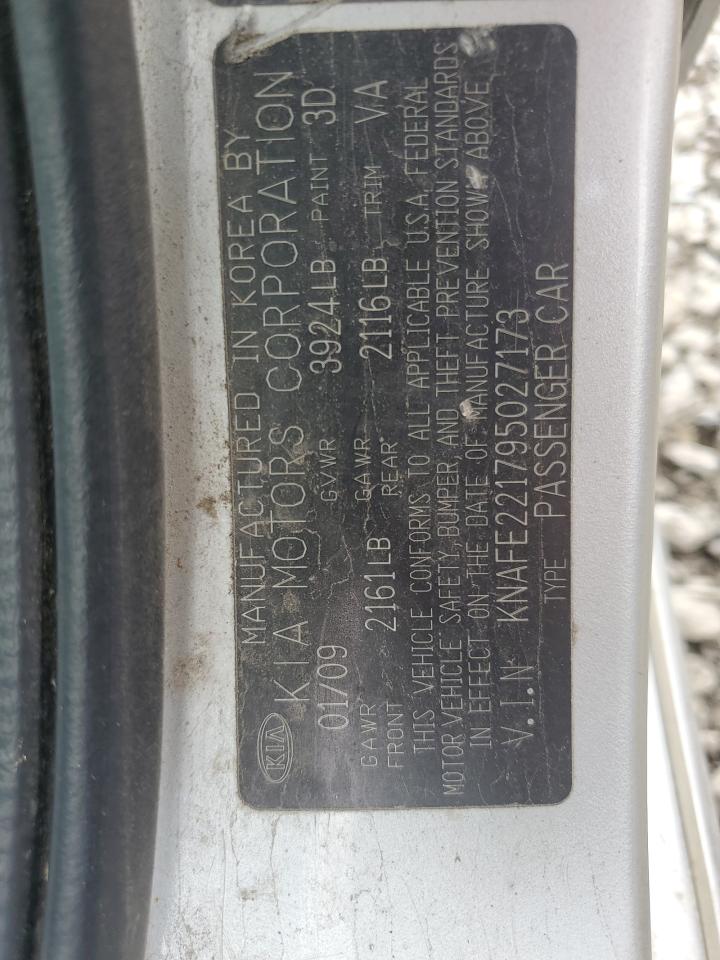 MANUFACTURED IN KOREA BY
KIA KIA MOTORS CORPORATION
01/09 GVWR 3924LB PAINT 3D
GAWR FRONT 2161LB GAWR REAR 2116LB TRIM VA
THIS VEHICLE CONFORMS TO ALL APPLICABLE U.S.A. FEDERAL
MOTOR VEHICLE SAFETY, BUMPER AND THEFT PREVENTION STANDARDS
IN EFFECT ON THE DATE OF MANUFACTURE SHOWN ABOVE.
V.I.N KNAFE221795027173
TYPE PASSENGER CAR